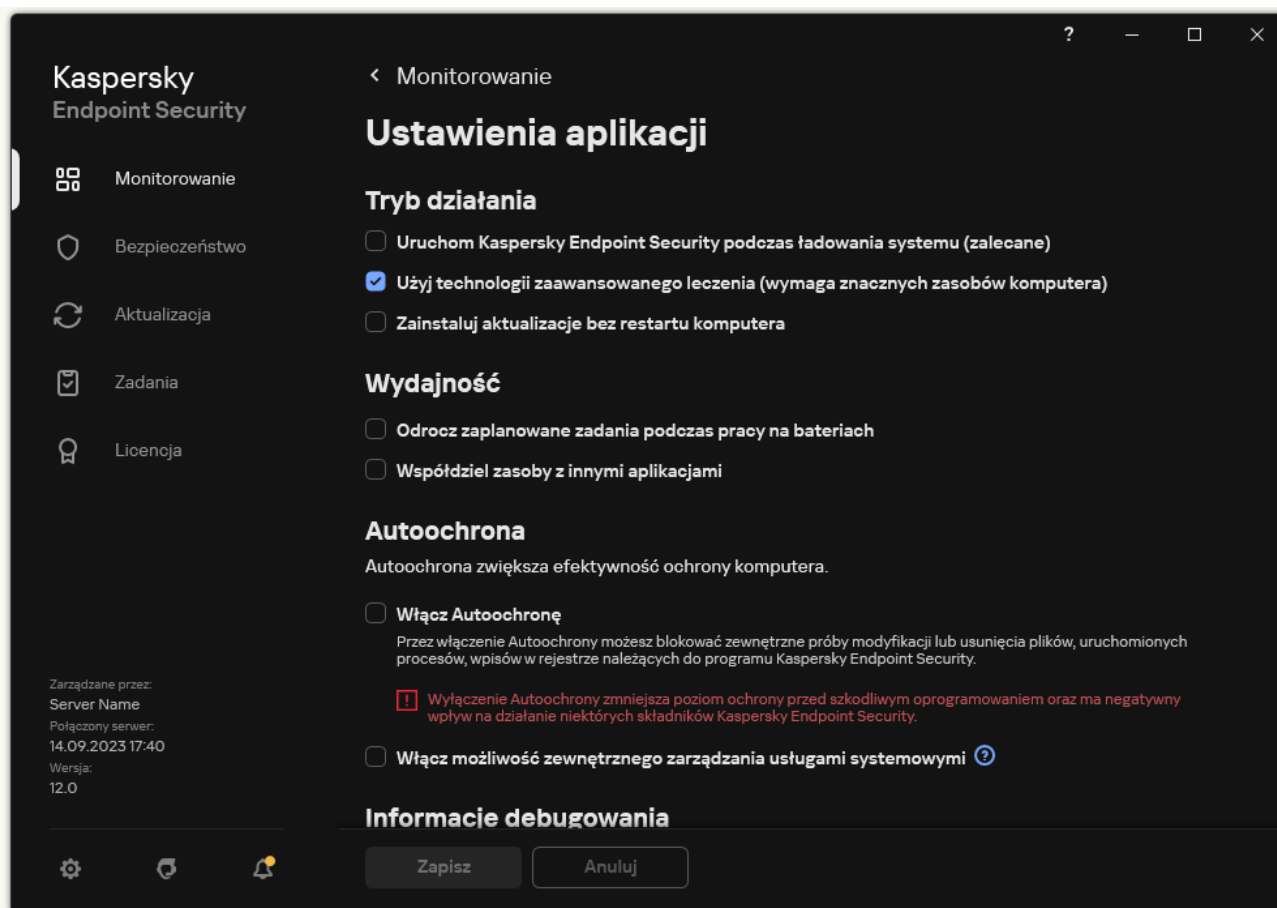 ?
Kaspersky
Endpoint Security
Monitorowanie
Bezpieczeństwo
Aktualizacja
Zadania
Licencja
Zarządzane przez:
Server Name
Połączony serwer:
14.09.2023 17:40
Wersja:
12.0
Monitorowanie
Ustawienia aplikacji
Tryb działania
Uruchom Kaspersky Endpoint Security podczas ładowania systemu (zalecane)
Użyj technologii zaawansowanego leczenia (wymaga znacznych zasobów komputera)
Zainstaluj aktualizacje bez restartu komputera
Wydajność
Odrocz zaplanowane zadania podczas pracy na bateriach
Współdziel zasoby z innymi aplikacjami
Autoochrona
Autoochrona zwiększa efektywność ochrony komputera.
Włącz Autoochronę
Przez włączenie Autoochrony możesz blokować zewnętrzne próby modyfikacji lub usunięcia plików, uruchomionych
procesów, wpisów w rejestrze należących do programu Kaspersky Endpoint Security.
Wyłączenie Autoochrony zmniejsza poziom ochrony przed szkodliwym oprogramowaniem oraz ma negatywny
wpływ na działanie niektórych składników Kaspersky Endpoint Security.
Włącz możliwość zewnętrznego zarządzania usługami systemowymi ?
Informacje debugowania
Zapisz
Anuluj